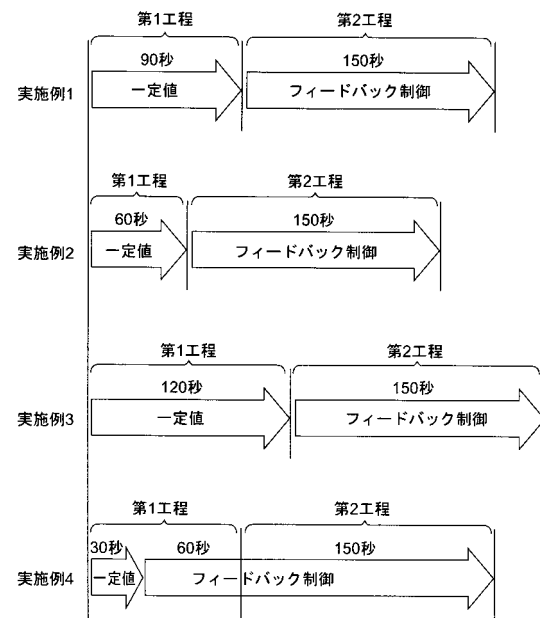 第1工程 第2工程
90秒 150秒
実施例1 一定値 フィードバック制御
第1工程 第2工程
60秒 150秒
実施例2 一定値 フィードバック制御
第1工程 第2工程
120秒 150秒
実施例3 一定値 フィードバック制御
第1工程 第2工程
30秒 60秒 150秒
実施例4 一定値 フィードバック制御